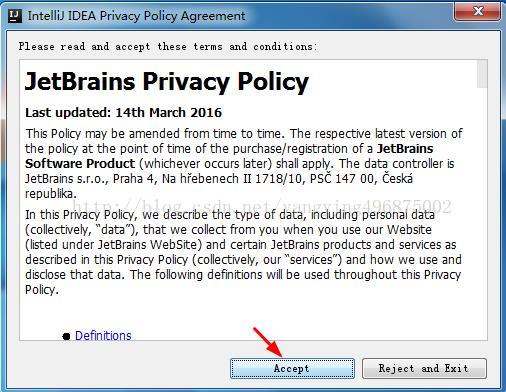 IntelliJ IDEA Privacy Policy Agreement
Please read and accept these terms and conditions:
JetBrains Privacy Policy
Last updated: 14th March 2016
This Policy may be amended from time to time. The respective latest version of
the policy at the point of time of the purchase/registration of a JetBrains
Software Product (whichever occurs later) shall apply. The data controller is
JetBrains s.r.o., Praha 4, Na hřebenech II 1718/10, PSČ 147 00, Česká
republika.
http://blog.csdn.net/yangying496875002
In this Privacy Policy, we describe the type of data, including personal data
(collectively, “data”), that we collect from you when you use our Website
(listed under JetBrains WebSite) and certain JetBrains products and services as
described in this Privacy Policy (collectively, our “services”) and how we use and
disclose that data. The following definitions will be used throughout this Privacy
Policy.
Definitions
Accept
Reject and Exit